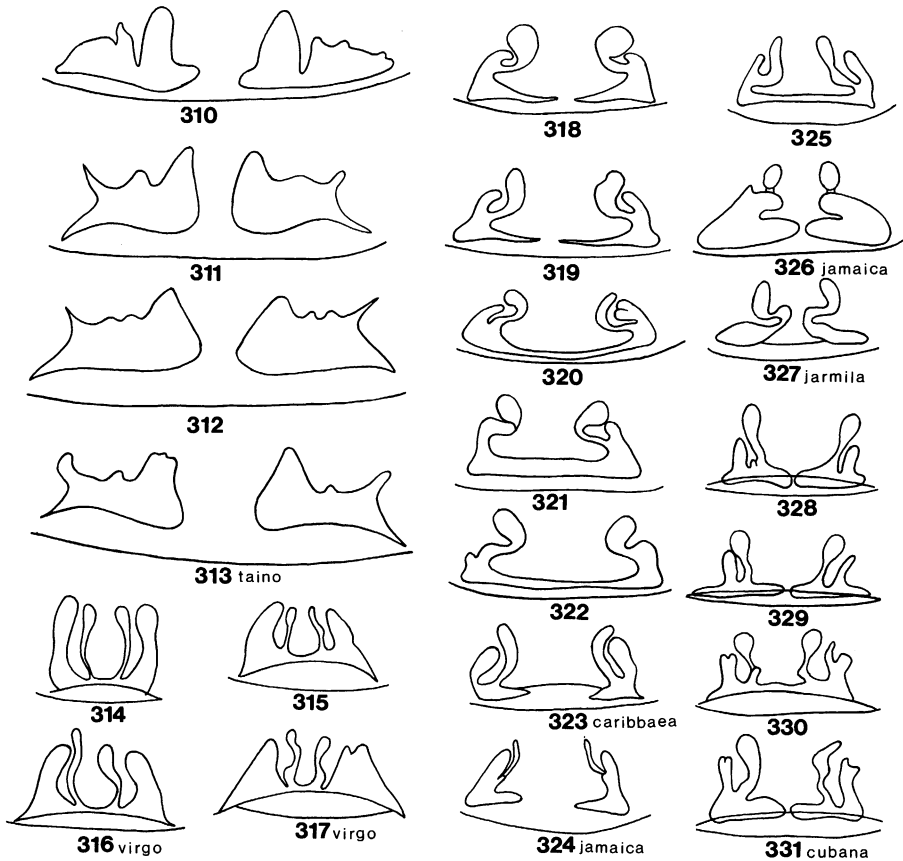 310
311
312
313 taino
314
315
316 virgo
317 virgo
318
319
320
321
322
323 caribbaea
324 jamaica
325
326 jamaica
327 jarmila
328
329
330
331 cubana